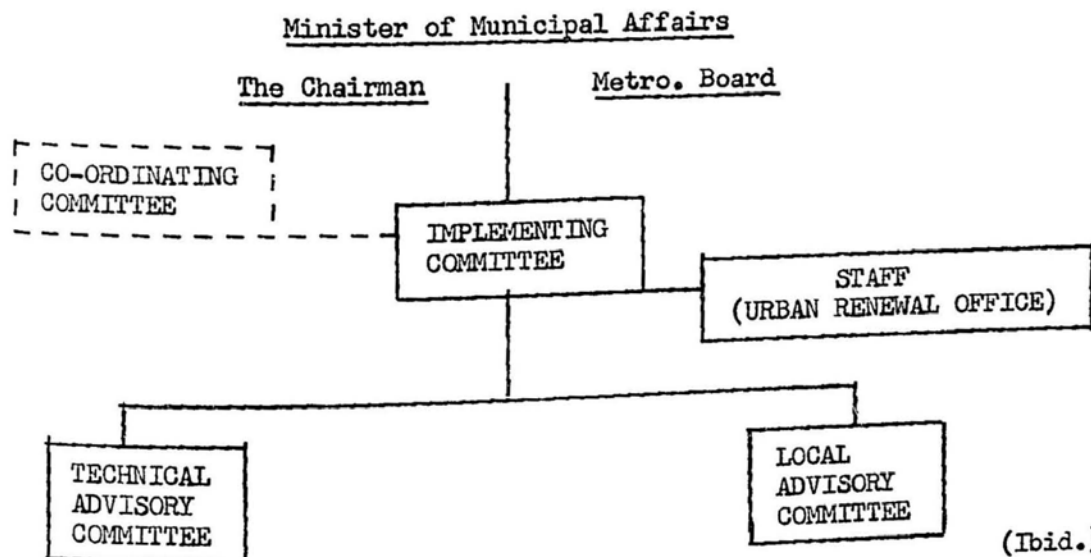 Minister of Municipal Affairs
The Chairman
Metro. Board
CO-ORDINATING
COMMITTEE
IMPLEMENTING
COMMITTEE
STAFF
(URBAN RENEWAL OFFICE)
TECHNICAL
ADVISORY
COMMITTEE
LOCAL
ADVISORY
COMMITTEE
(Ibid.)